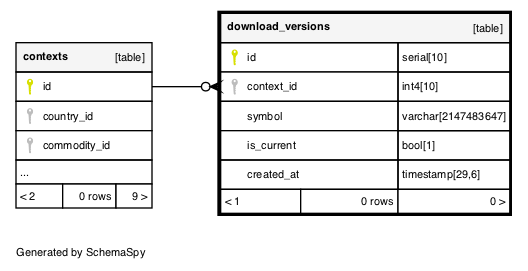 contexts [table]
id
country_id
commodity_id
...
< 2 0 rows 9 >
download_versions [table]
id serial[10]
context_id int4[10]
symbol varchar[2147483647]
is_current bool[1]
created_at timestamp[29,6]
< 1 0 rows 0 >
Generated by SchemaSpy